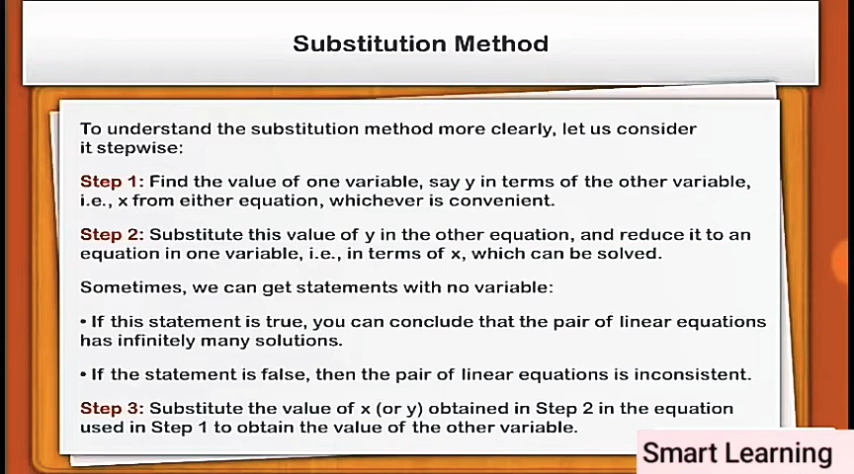 Substitution Method
To understand the substitution method more clearly, let us consider
it stepwise:
Step 1: Find the value of one variable, say y in terms of the other variable,
i.e., x from either equation, whichever is convenient.
Step 2: Substitute this value of y in the other equation, and reduce it to an
equation in one variable, i.e., in terms of x, which can be solved.
Sometimes, we can get statements with no variable:
• If this statement is true, you can conclude that the pair of linear equations
has infinitely many solutions.
• If the statement is false, then the pair of linear equations is inconsistent.
Step 3: Substitute the value of x (or y) obtained in Step 2 in the equation
used in Step 1 to obtain the value of the other variable.
Smart Learning